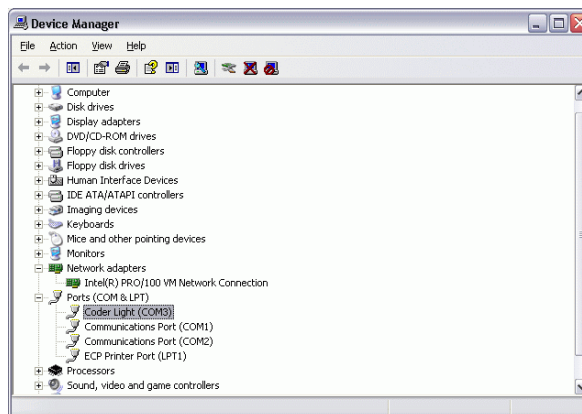 Device Manager
File Action View Help
Computer
Disk drives
Display adapters
DVD/CD-ROM drives
Floppy disk controllers
Floppy disk drives
Human Interface Devices
IDE ATA/ATAPI controllers
Imaging devices
Keyboards
Mice and other pointing devices
Monitors
Network adapters
Intel(R) PRO/100 VM Network Connection
Ports (COM & LPT)
Coder Light (COM3)
Communications Port (COM1)
Communications Port (COM2)
ECP Printer Port (LPT1)
Processors
Sound, video and game controllers